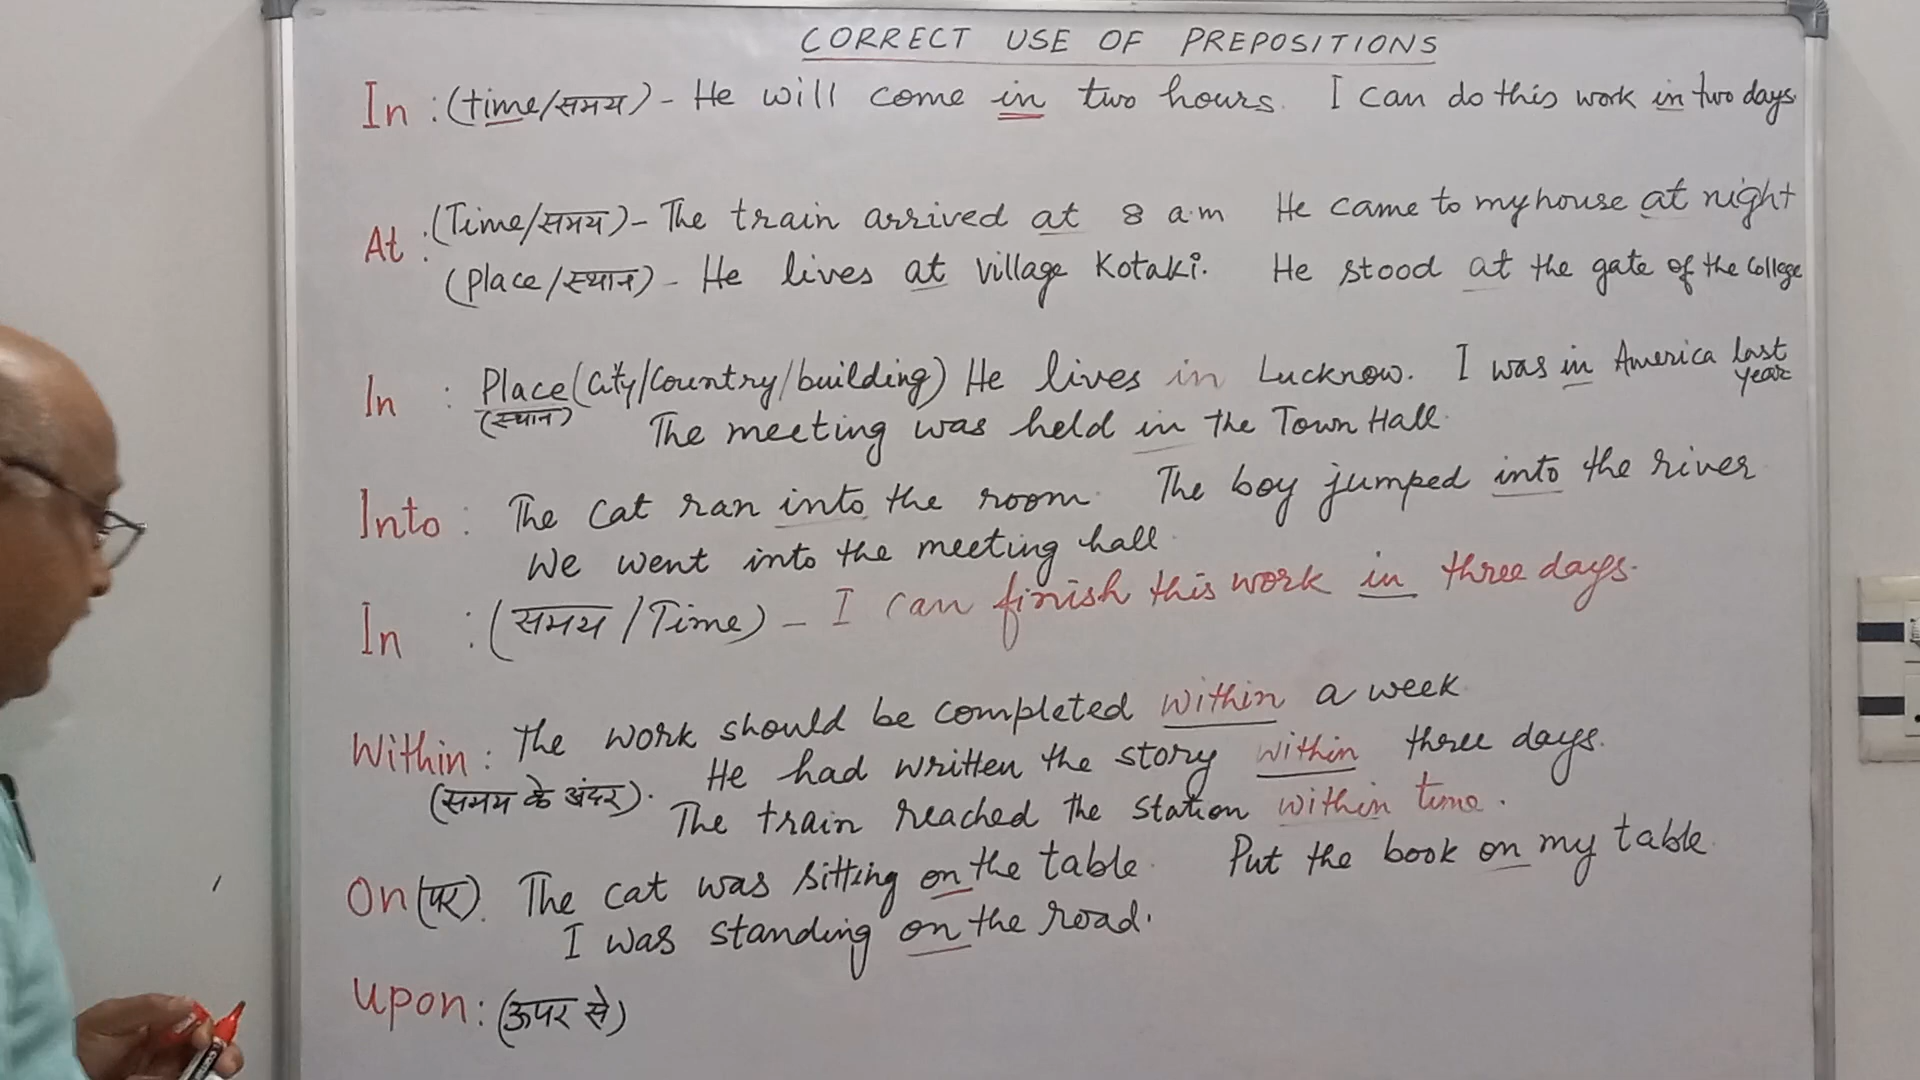 CORRECT USE OF PREPOSITIONS
In : (time/समय) - He will come in two hours. I can do this work in two days
At : (Time/समय) - The train arrived at 8 a.m He came to my house at night
(place/स्थान) - He lives at village Kotaki. He stood at the gate of the College
In : Place (City/Country/building) He lives in Lucknow. I was in America last year
(स्थान) The meeting was held in the Town Hall.
Into : The cat ran into the room. The boy jumped into the river
We went into the meeting hall
In : (समय/Time) - I can finish this work in three days.
Within : The work should be completed within a week
(समय के अंदर). He had written the story within three days.
The train reached the station within time.
On (पर). The cat was sitting on the table. Put the book on my table
I was standing on the road.
upon : (ऊपर से)